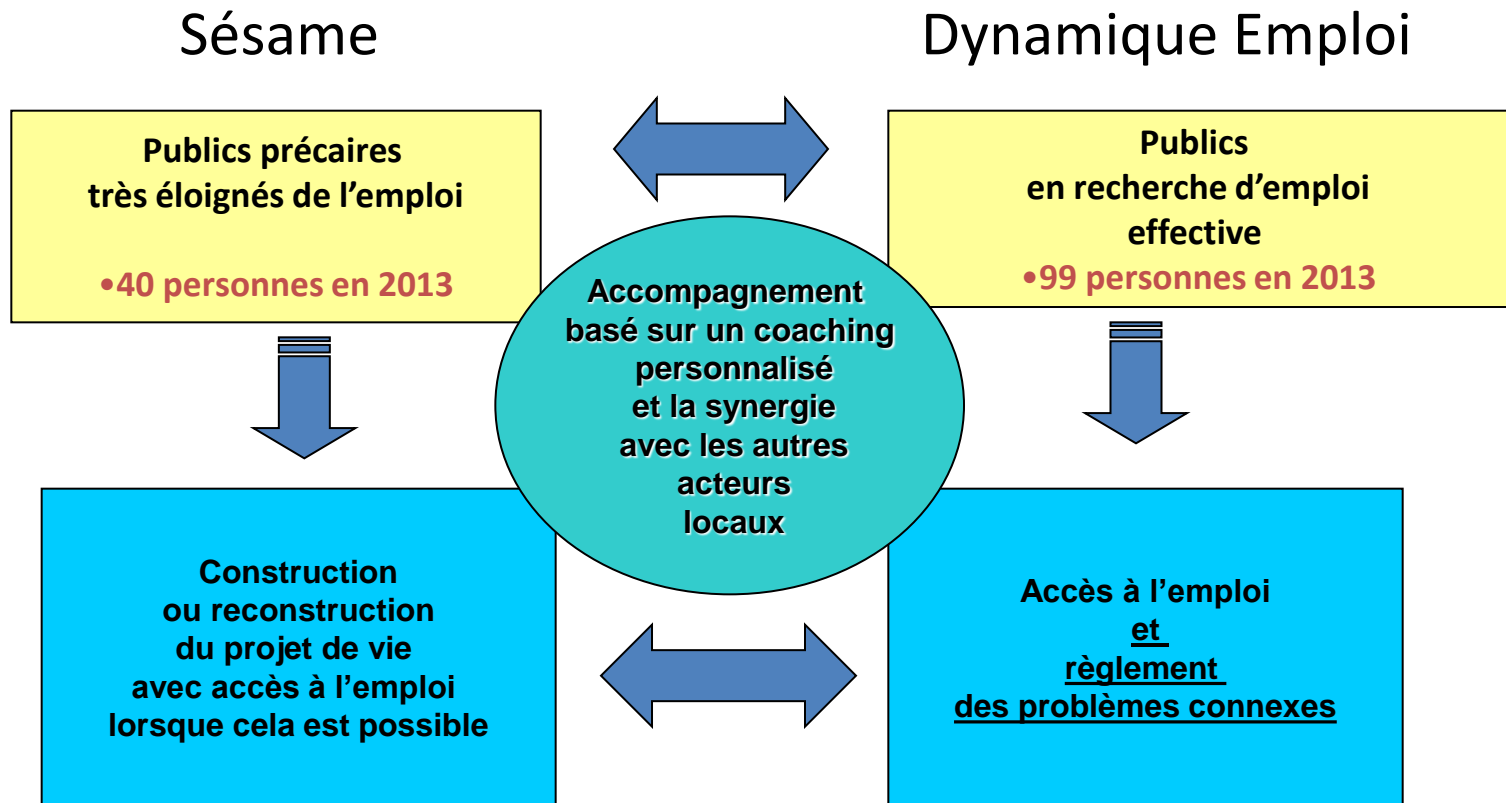 Sésame
Dynamique Emploi
Publics précaires
très éloignés de l’emploi
•40 personnes en 2013
Publics
en recherche d’emploi
effective
•99 personnes en 2013
Accompagnement
basé sur un coaching
personnalisé
et la synergie
avec les autres
acteurs
locaux
Construction
ou reconstruction
du projet de vie
avec accès à l’emploi
lorsque cela est possible
Accès à l’emploi
et
règlement
des problèmes connexes